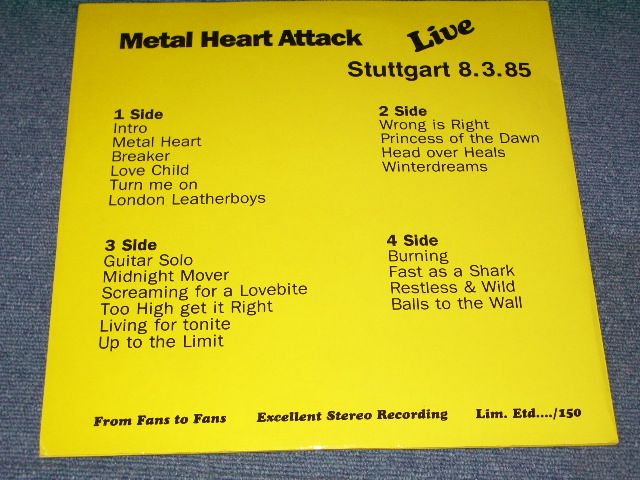 Metal Heart Attack Live
Stuttgart 8.3.85
1 Side
Intro
Metal Heart
Breaker
Love Child
Turn me on
London Leatherboys
2 Side
Wrong is Right
Princess of the Dawn
Head over Heals
Winterdreams
3 Side
Guitar Solo
Midnight Mover
Screaming for a Lovebite
Too High get it Right
Living for tonite
Up to the Limit
4 Side
Burning
Fast as a Shark
Restless & Wild
Balls to the Wall
From Fans to Fans Excellent Stereo Recording Lim. Etd..../150